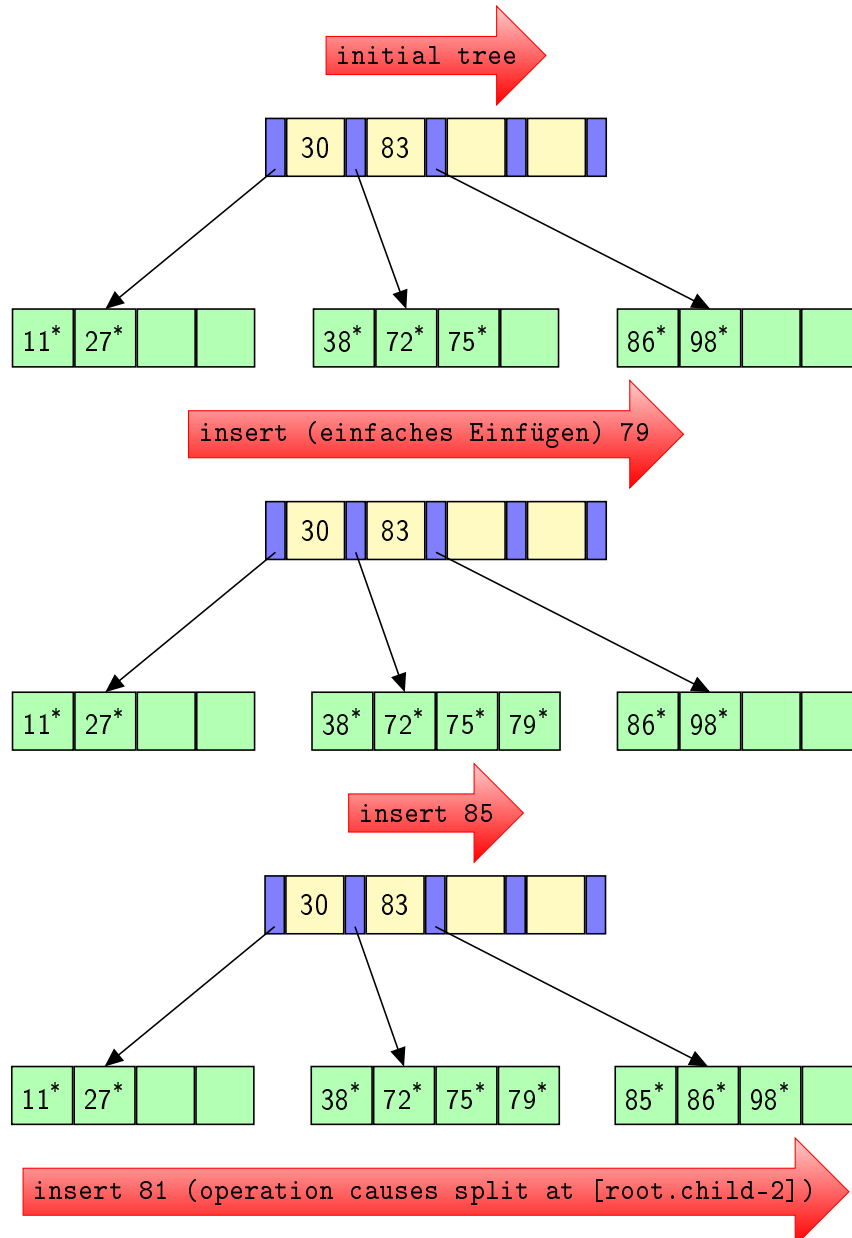 initial tree
30 83
11* 27* 38* 72* 75* 86* 98*
insert (einfaches Einfügen) 79
30 83
11* 27* 38* 72* 75* 79* 86* 98*
insert 85
30 83
11* 27* 38* 72* 75* 79* 85* 86* 98*
insert 81 (operation causes split at [root.child-2])